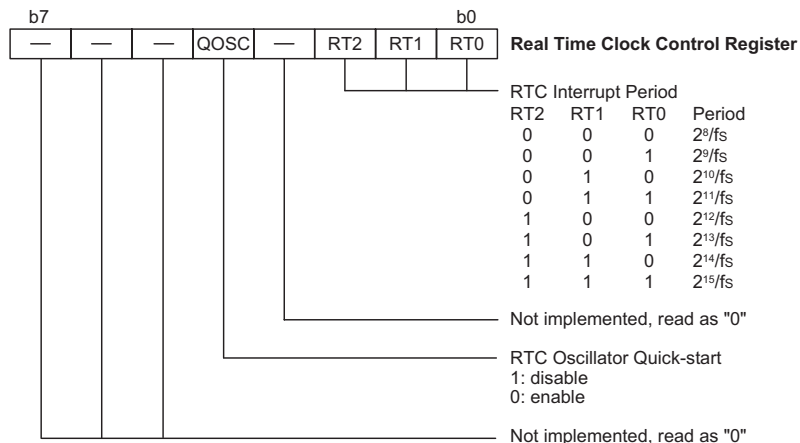 b7 b0
— — — QOSC — RT2 RT1 RT0 Real Time Clock Control Register
RTC Interrupt Period
RT2 RT1 RT0 Period
0 0 0 2⁸/fS
0 0 1 2⁹/fS
0 1 0 2¹⁰/fS
0 1 1 2¹¹/fS
1 0 0 2¹²/fS
1 0 1 2¹³/fS
1 1 0 2¹⁴/fS
1 1 1 2¹⁵/fS
Not implemented, read as "0"
RTC Oscillator Quick-start
1: disable
0: enable
Not implemented, read as "0"